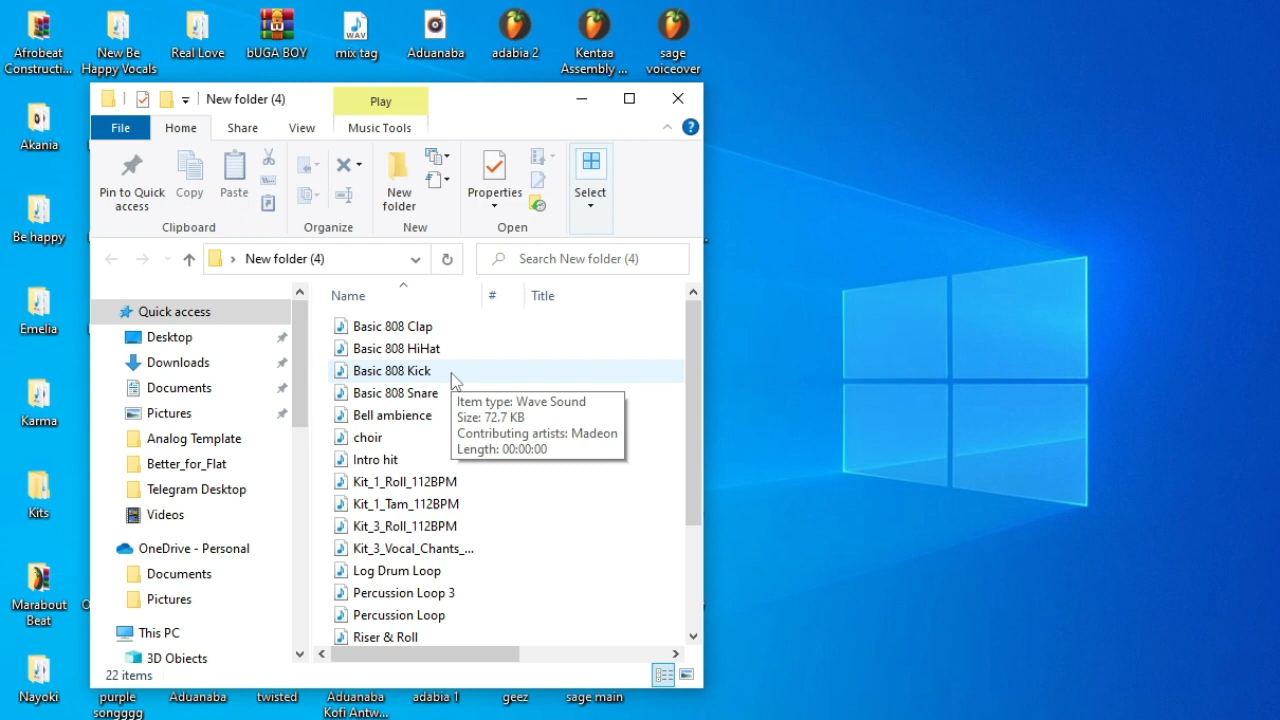 Afrobeat
Constructi...
New Be
Happy Vocals
Real Love
bUGA BOY
WAV
mix tag
Aduanaba
adabia 2
Kentaa
Assembly ...
sage
voiceover
Akania
Be happy
Emelia
Karma
Kits
Marabout
Beat
Nayoki
New folder (4)
Play
File
Home
Share
View
Music Tools
Pin to Quick
access
Copy
Paste
Clipboard
Organize
New
folder
New
Properties
Open
Select
New folder (4)
Search New folder (4)
Quick access
Desktop
Downloads
Documents
Pictures
Analog Template
Better_for_Flat
Telegram Desktop
Videos
OneDrive - Personal
Documents
Pictures
This PC
3D Objects
Name
#
Title
Basic 808 Clap
Basic 808 HiHat
Basic 808 Kick
Basic 808 Snare
Bell ambience
choir
Intro hit
Kit_1_Roll_112BPM
Kit_1_Tam_112BPM
Kit_3_Roll_112BPM
Kit_3_Vocal_Chants_...
Log Drum Loop
Percussion Loop 3
Percussion Loop
Riser & Roll
Item type: Wave Sound
Size: 72.7 KB
Contributing artists: Madeon
Length: 00:00:00
22 items
purple
songggg
Aduanaba
twisted
Aduanaba
Kofi Antw...
adabia 1
geez
sage main